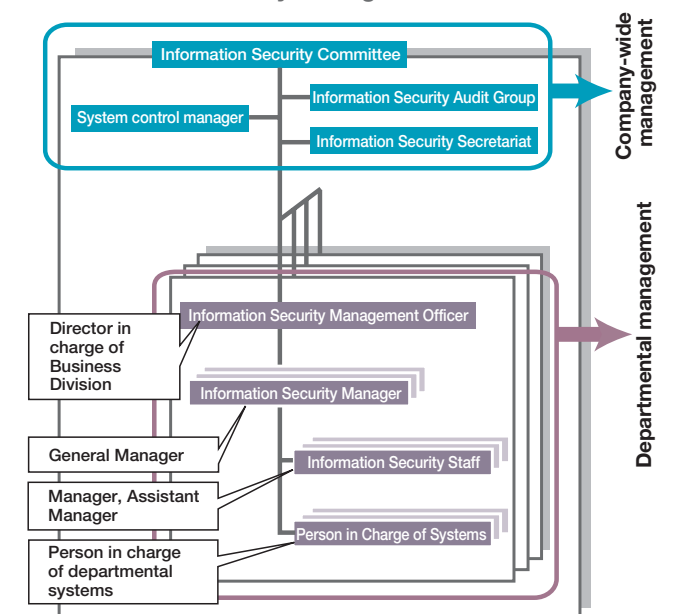 Information Security Committee
Information Security Audit Group
System control manager
Information Security Secretariat
Company-wide
management
Information Security Management Officer
Director in
charge of
Business
Division
Information Security Manager
General Manager
Information Security Staff
Manager, Assistant
Manager
Person in Charge of Systems
Person in charge
of departmental
systems
Departmental management